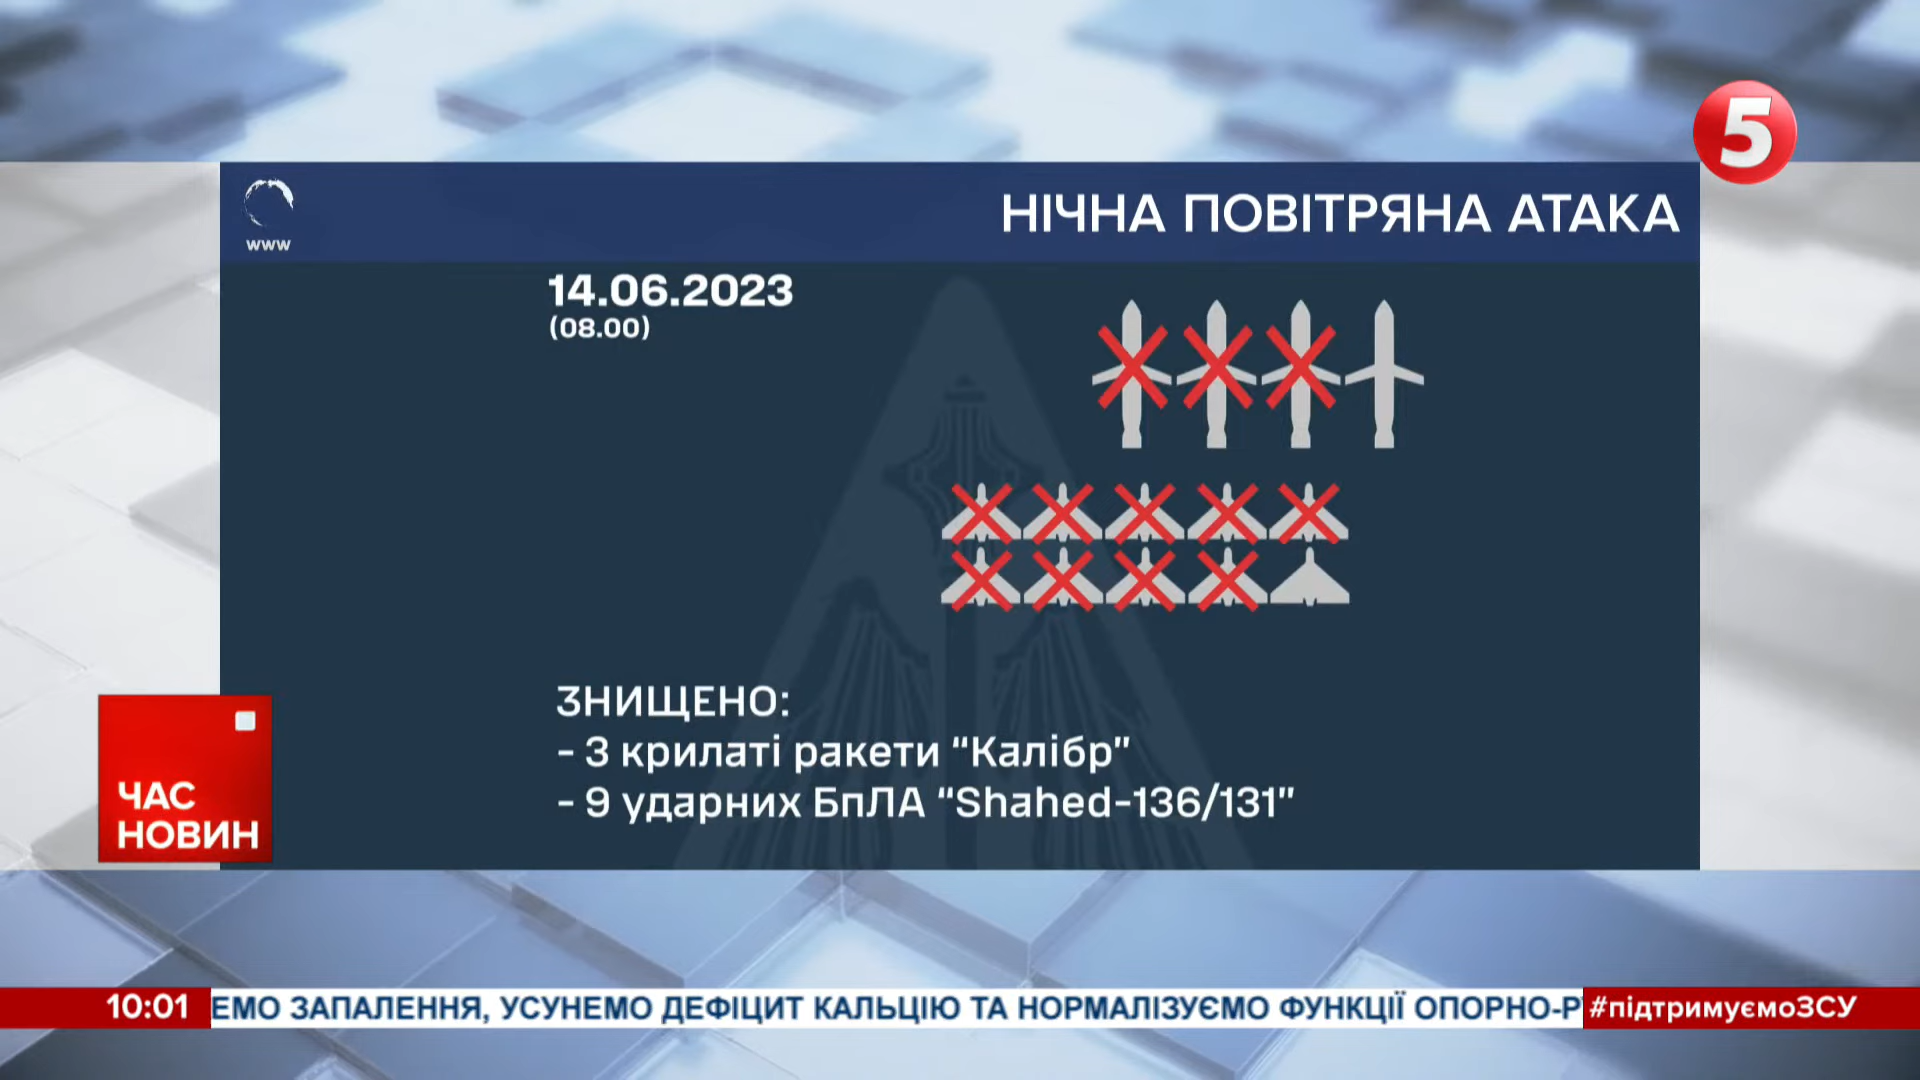 5
www
НІЧНА ПОВІТРЯНА АТАКА
14.06.2023
(08.00)
ЗНИЩЕНО:
- 3 крилаті ракети “Калібр”
- 9 ударних БпЛА “Shahed-136/131”
ЧАС
НОВИН
10:01 ЕМО ЗАПАЛЕННЯ, УСУНЕМО ДЕФІЦИТ КАЛЬЦІЮ ТА НОРМАЛІЗУЄМО ФУНКЦІЇ ОПОРНО-Р #підтримуємоЗСУ